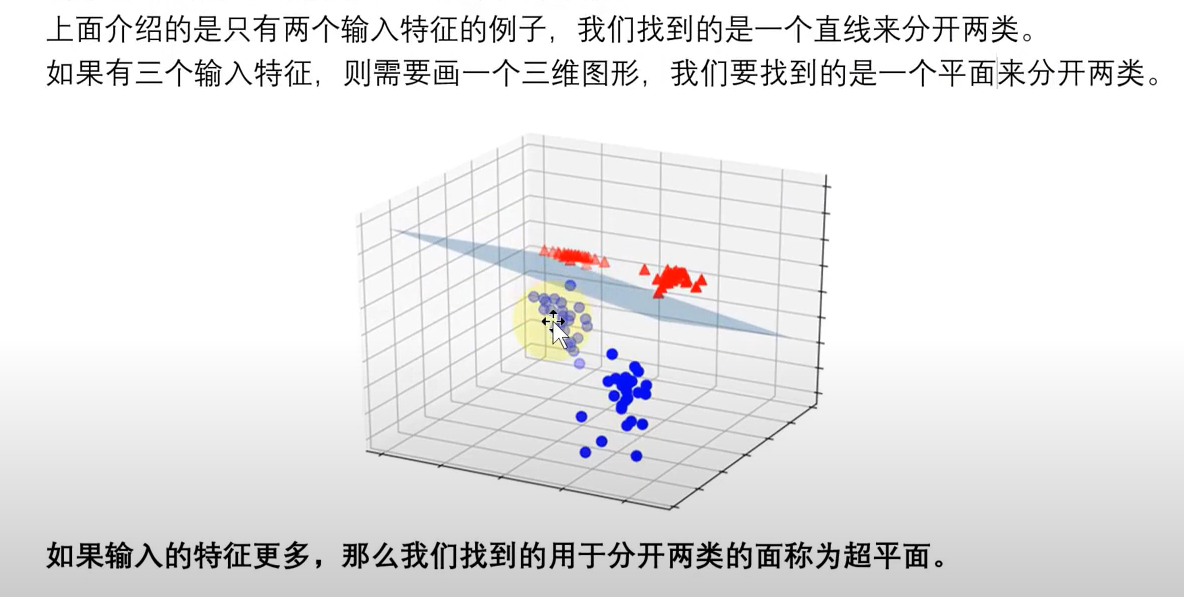 上面介绍的是只有两个输入特征的例子，我们找到的是一个直线来分开两类。
如果有三个输入特征，则需要画一个三维图形，我们要找到的是一个平面来分开两类。
如果输入的特征更多，那么我们找到的用于分开两类的面称为超平面。